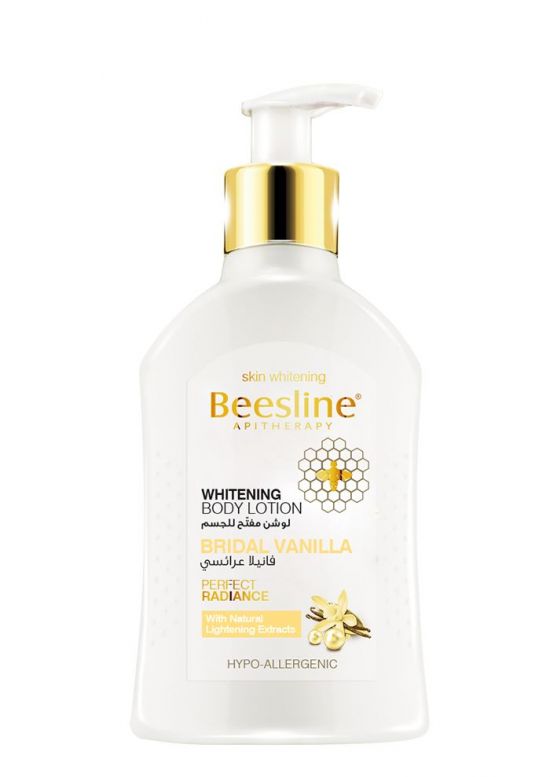 skin whitening
Beesline®
APITHERAPY
WHITENING
BODY LOTION
لوشن مفتّح للجسم
BRIDAL VANILLA
فانيلا عرائسي
PERFECT
RADIANCE
With Natural
Lightening Extracts
HYPO-ALLERGENIC